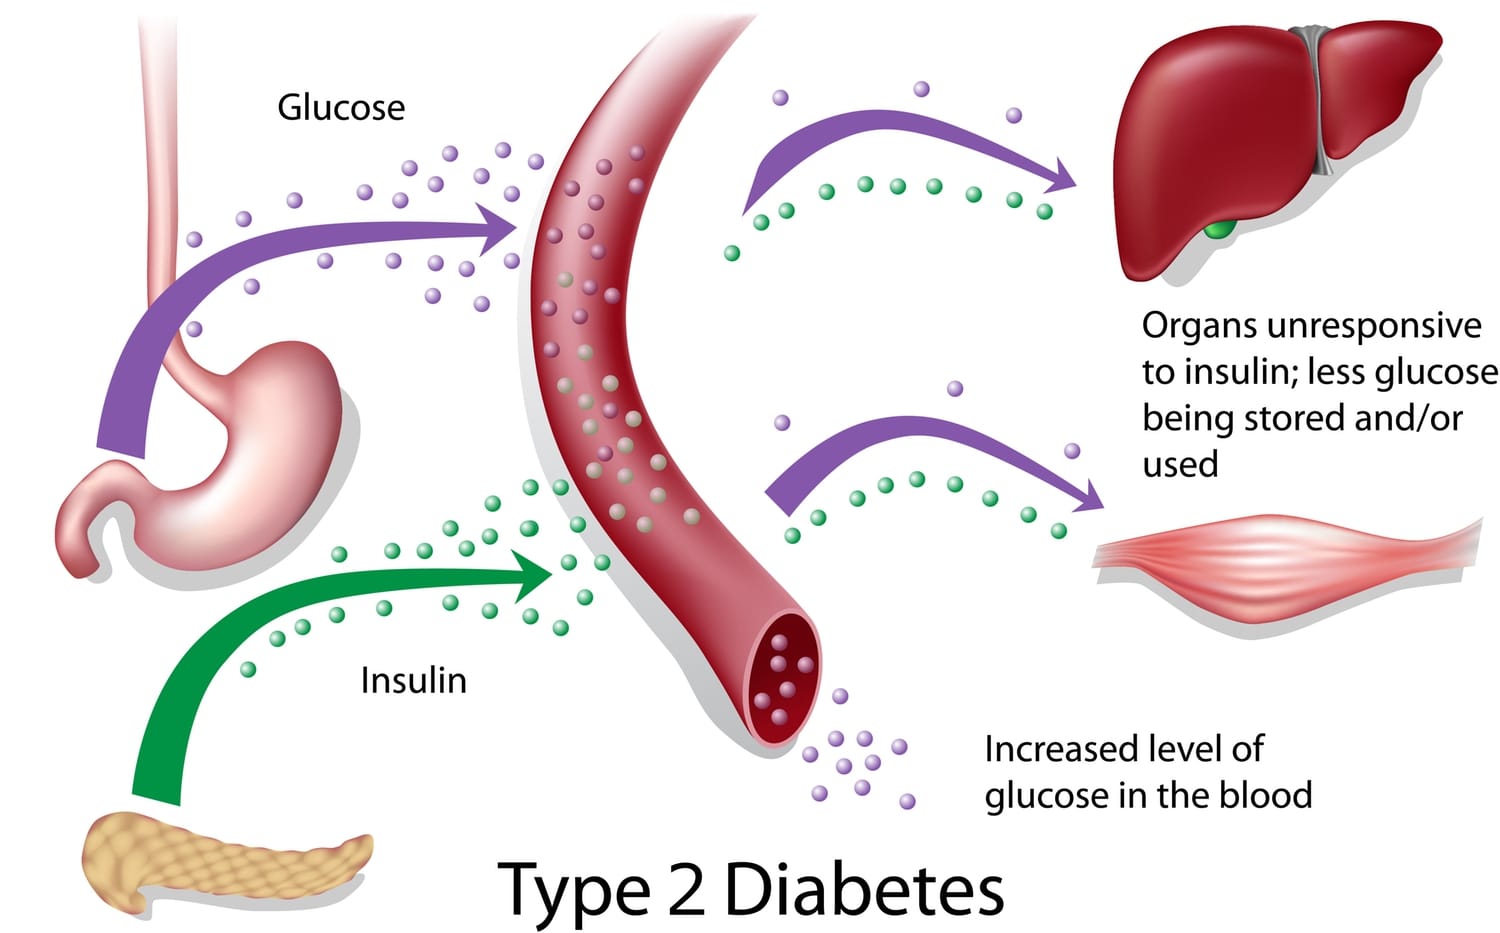 Glucose
Organs unresponsive
to insulin; less glucose
being stored and/or
used
Insulin
Increased level of
glucose in the blood
Type 2 Diabetes